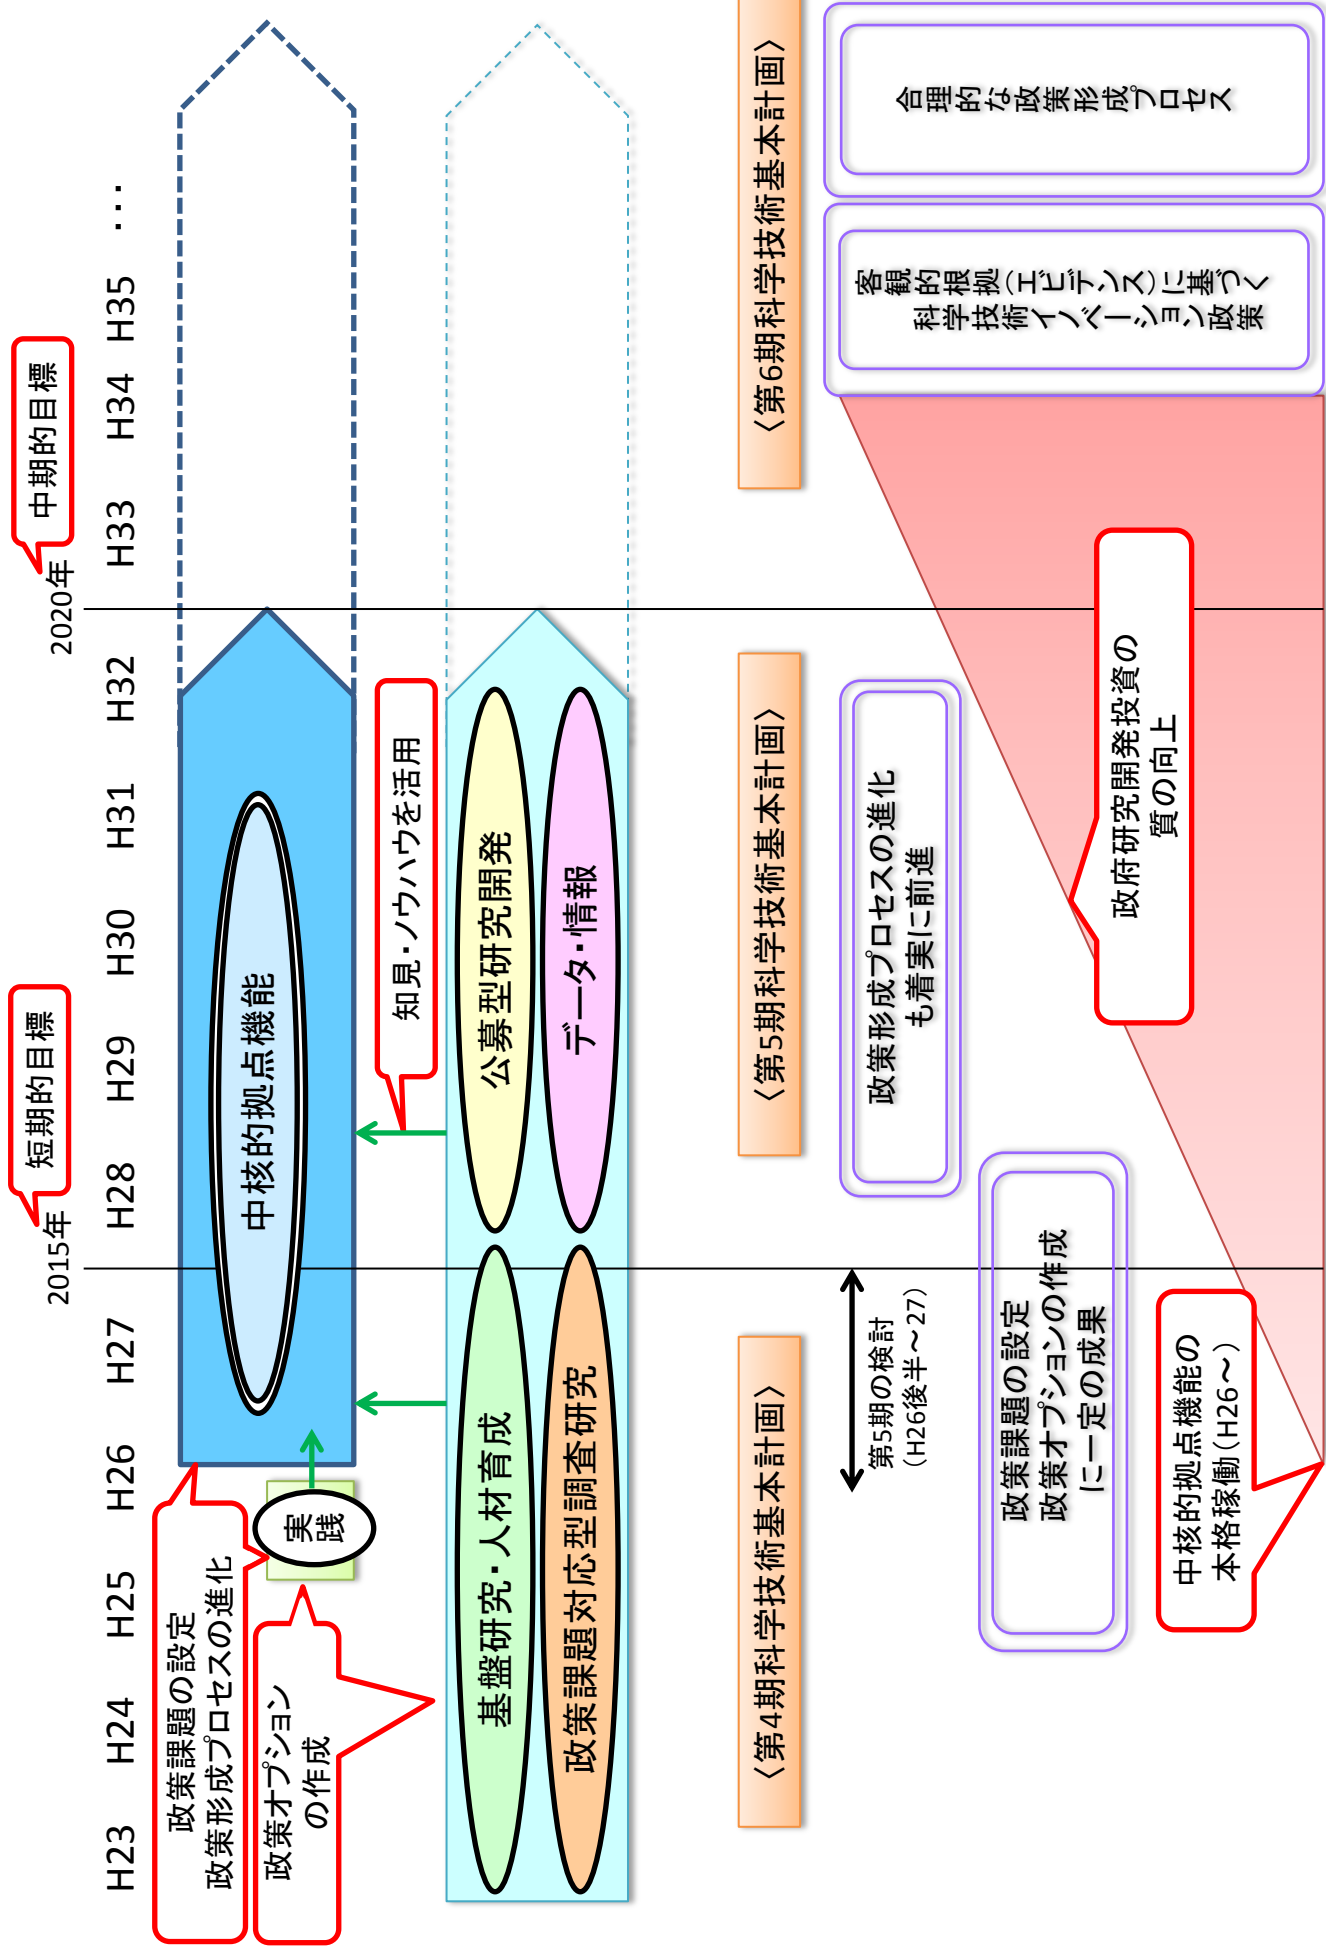 短期的目標
中期的目標
2015年
2020年
H23
H24
H25
H26
H27
H28
H29
H30
H31
H32
H33
H34
H35
・・・
政策課題の設定
政策形成プロセスの進化
政策オプション
の作成
実
践
中核的拠点機能
知見・ノウハウを活用
基盤研究・人材育成
公募型研究開発
政策課題対応型調査研究
データ・情報
〈第4期科学技術基本計画〉
〈第5期科学技術基本計画〉
〈第6期科学技術基本計画〉
第5期の検討
（H26後半～27）
政策形成プロセスの進化
も着実に前進
政策課題の設定
政策オプションの作成
に一定の成果
客観的根拠（エビデンス）に基づく
科学技術イノベーション政策
合理的な政策形成プロセス
政府研究開発投資の
質の向上
中核的拠点機能の
本格稼働（H26～）